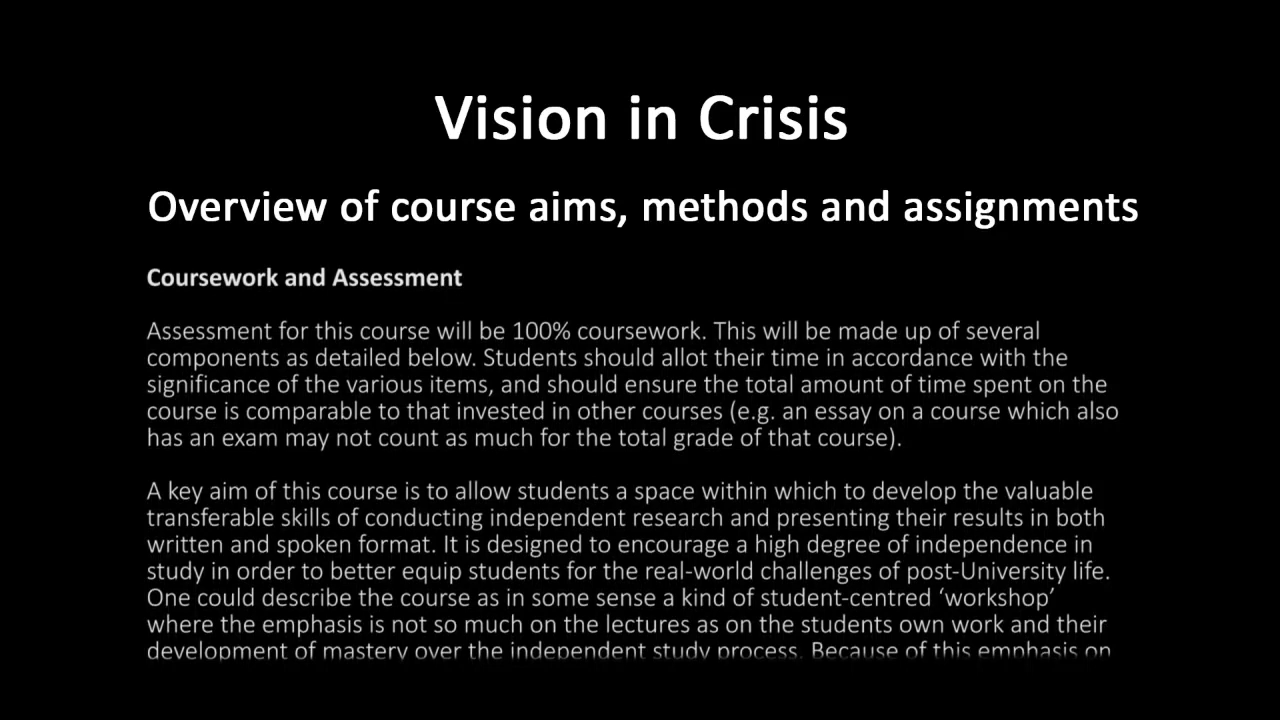 Vision in Crisis
Overview of course aims, methods and assignments
Coursework and Assessment
Assessment for this course will be 100% coursework. This will be made up of several
components as detailed below. Students should allot their time in accordance with the
significance of the various items, and should ensure the total amount of time spent on the
course is comparable to that invested in other courses (e.g. an essay on a course which also
has an exam may not count as much for the total grade of that course).
A key aim of this course is to allow students a space within which to develop the valuable
transferable skills of conducting independent research and presenting their results in both
written and spoken format. It is designed to encourage a high degree of independence in
study in order to better equip students for the real-world challenges of post-University life.
One could describe the course as in some sense a kind of student-centred ‘workshop’
where the emphasis is not so much on the lectures as on the students own work and their
development of mastery over the independent study process. Because of this emphasis on